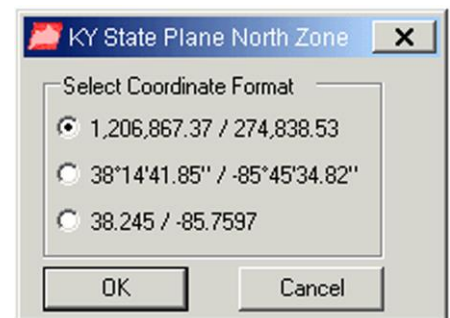 KY State Plane North Zone
Select Coordinate Format
1,206,867.37 / 274,838.53
38°14'41.85'' / -85°45'34.82''
38.245 / -85.7597
OK Cancel